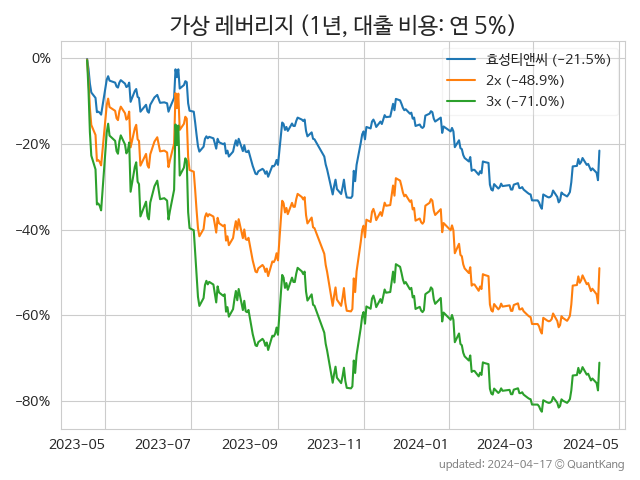 가상 레버리지 (1년, 대출 비용: 연 5%)
0%
−20%
−40%
−60%
−80%
효성티앤씨 (−21.5%)
2x (−48.9%)
3x (−71.0%)
2023-05 2023-07 2023-09 2023-11 2024-01 2024-03 2024-05
updated: 2024-04-17 © QuantKang